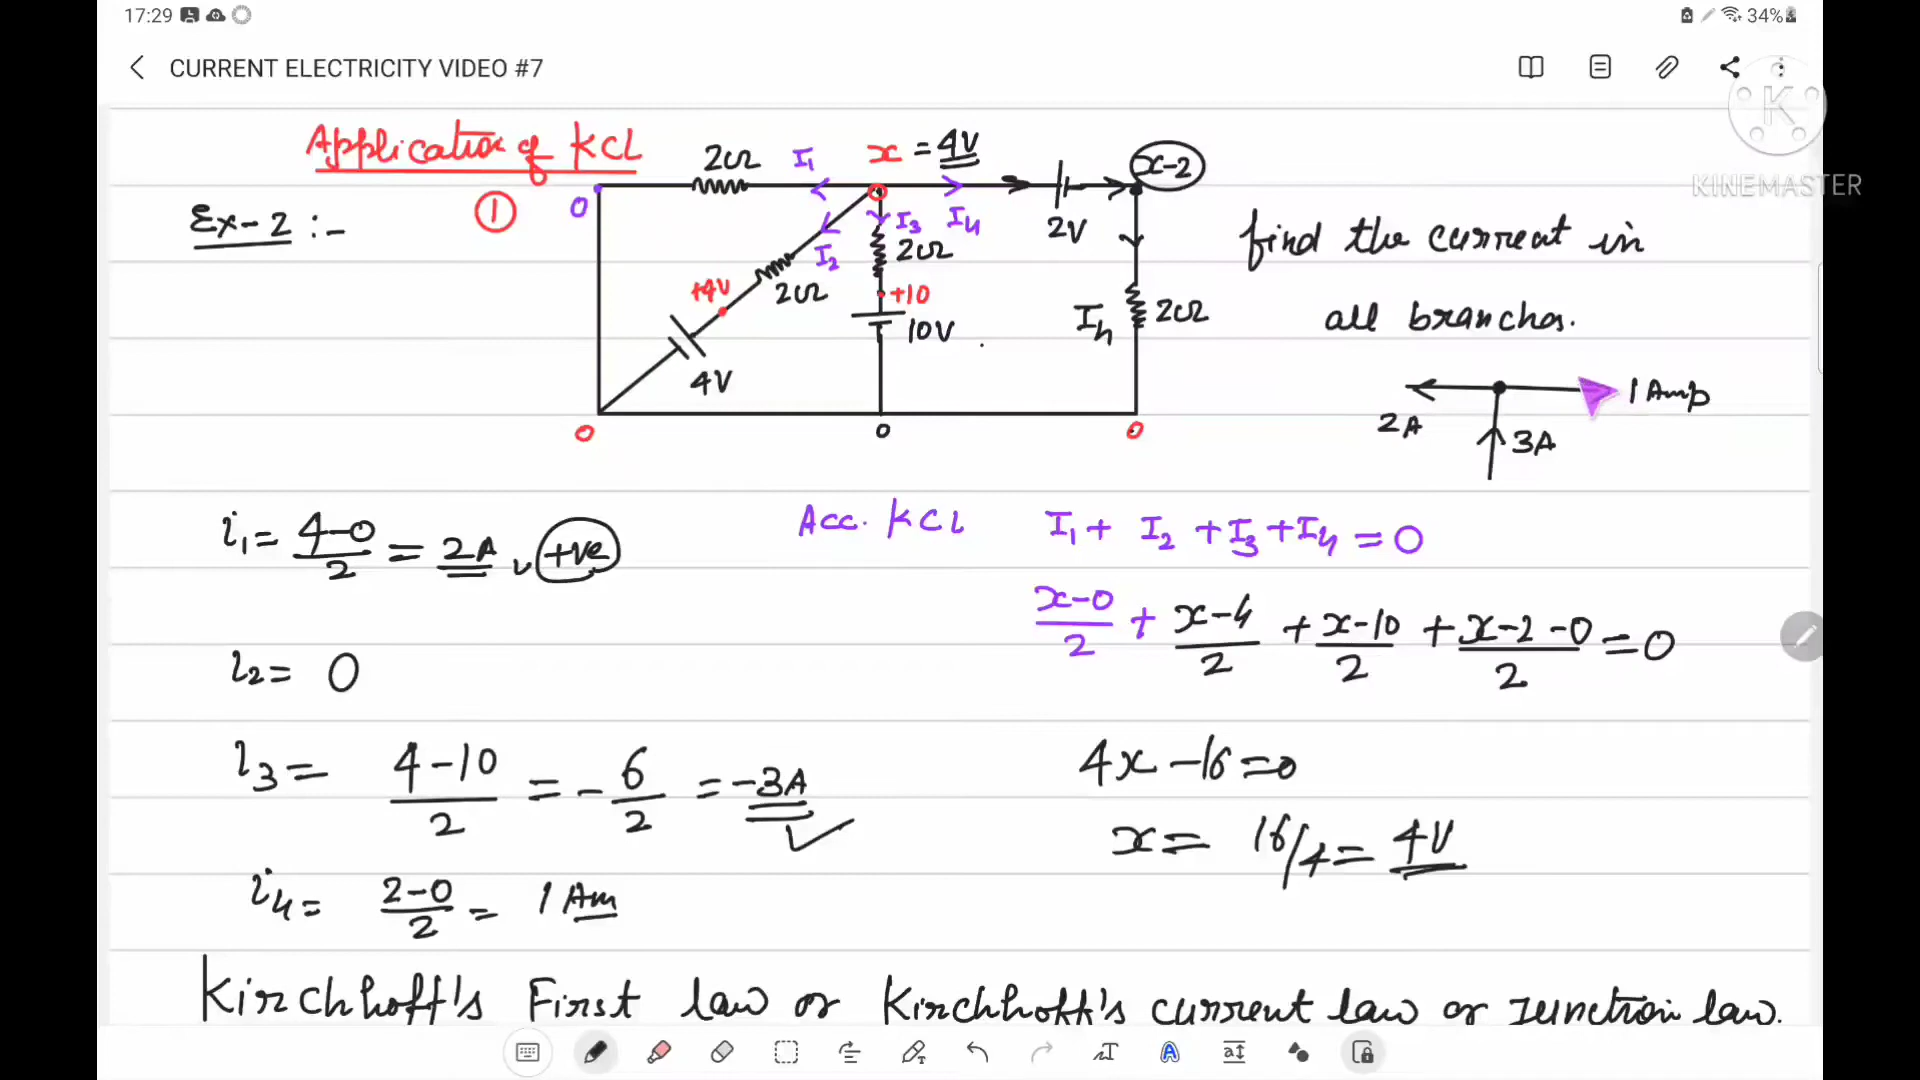 17:29
34%
CURRENT ELECTRICITY VIDEO #7
KINEMASTER
Application of KCL
Ex-2 :-
①
2Ω I₁ x = 4V x-2
0
I₂ I₃ I₄ 2V
2Ω
2Ω
+4V
+10
10V
4V
I₄ 2Ω
0 0 0
find the current in
all branches.
1 Amp
2A
3A
i₁ = 4-0/2 = 2A, +ve
Acc. KCL I₁ + I₂ + I₃ + I₄ = 0
x-0/2 + x-4/2 + x-10/2 + x-2-0/2 = 0
i₂ = 0
i₃ = 4-10/2 = -6/2 = -3A
4x - 16 = 0
x = 16/4 = 4V
i₄ = 2-0/2 = 1 Am
Kirchhoff's First law or Kirchhoff's current law or Junction law.